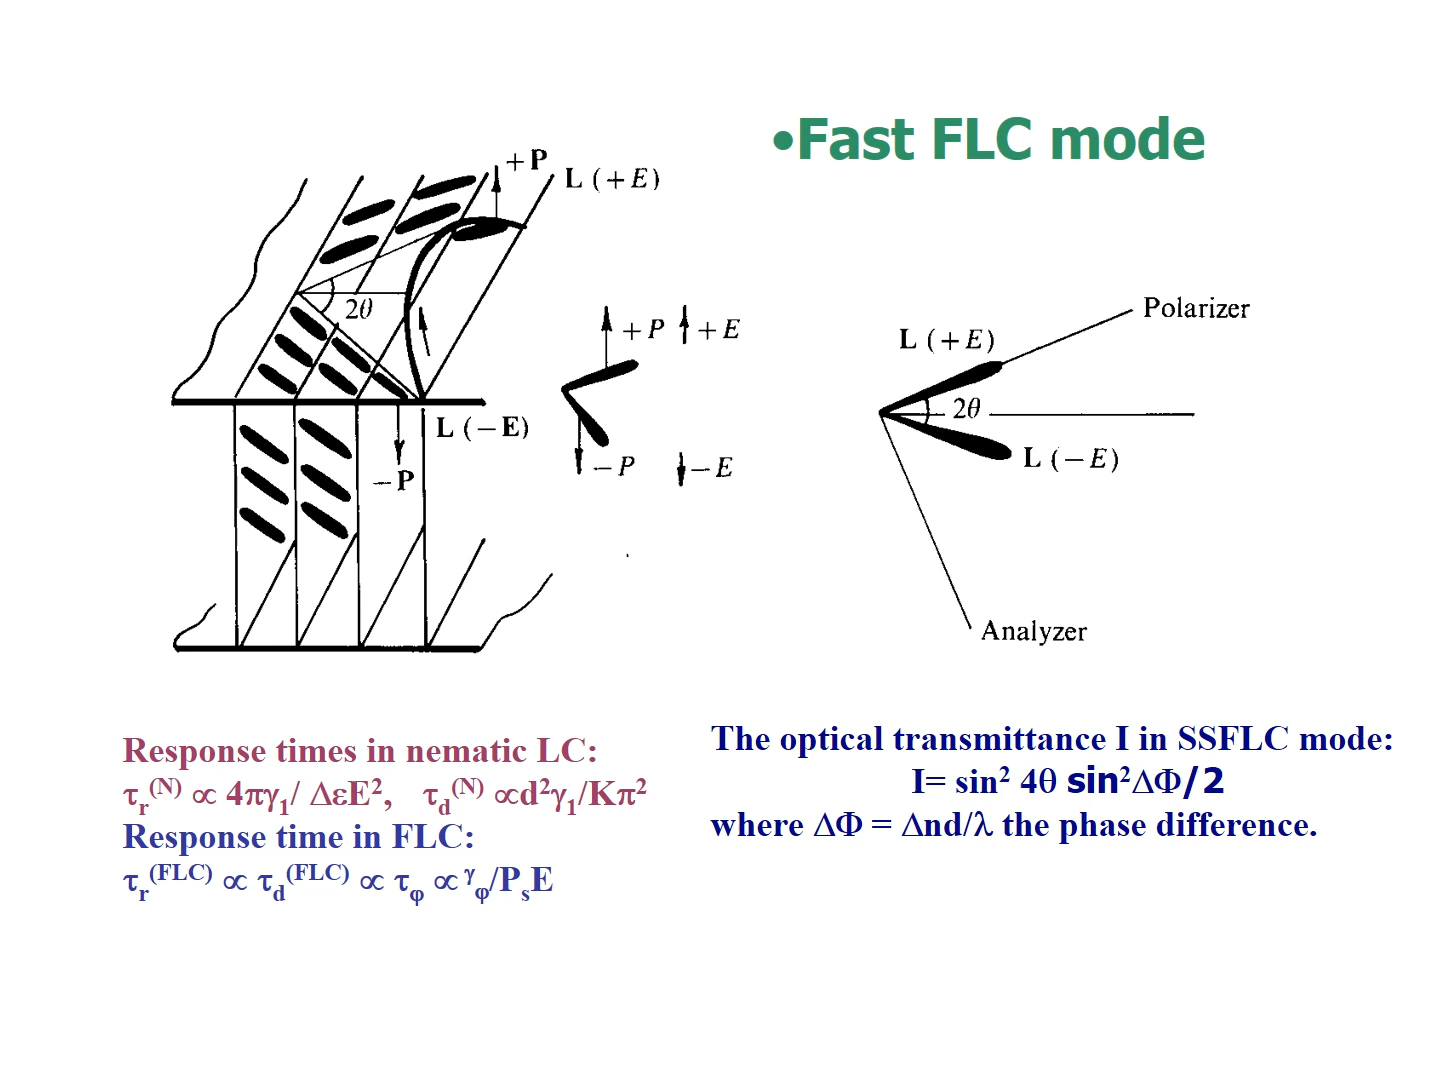 •Fast FLC mode
+P
L (+E)
2θ
L (−E)
−P
+P +E
−P −E
Polarizer
L (+E)
2θ
L (−E)
Analyzer
Response times in nematic LC:
τr(N) ∝ 4πγ1/ ΔεE2, τd(N) ∝d2γ1/Kπ2
Response time in FLC:
τr(FLC) ∝ τd(FLC) ∝ τφ ∝ γφ/PsE
The optical transmittance I in SSFLC mode:
I= sin2 4θ sin2ΔΦ/2
where ΔΦ = Δnd/λ the phase difference.